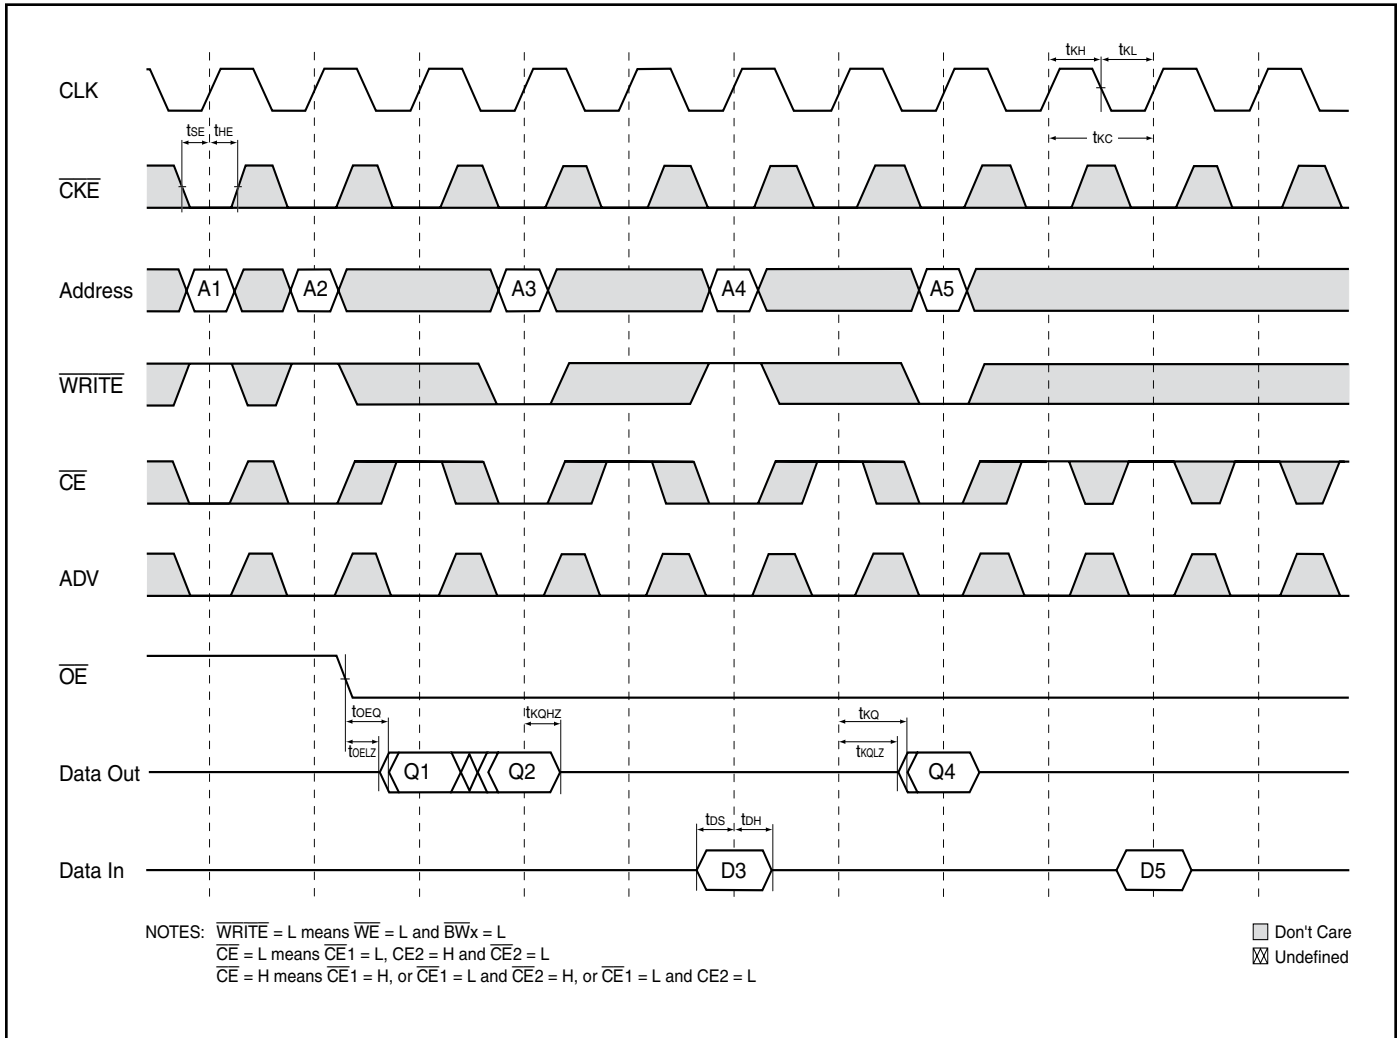 tKH tKL
CLK
tSE tHE
tKC
CKE
Address A1 A2 A3 A4 A5
WRITE
CE
ADV
OE
tOEQ tKQHZ tKQ
tOELZ tKQLZ
Data Out Q1 Q2 Q4
tDS tDH
Data In D3 D5
NOTES: WRITE = L means WE = L and BWx = L
CE = L means CE1 = L, CE2 = H and CE2 = L
CE = H means CE1 = H, or CE1 = L and CE2 = H, or CE1 = L and CE2 = L
Don't Care
Undefined